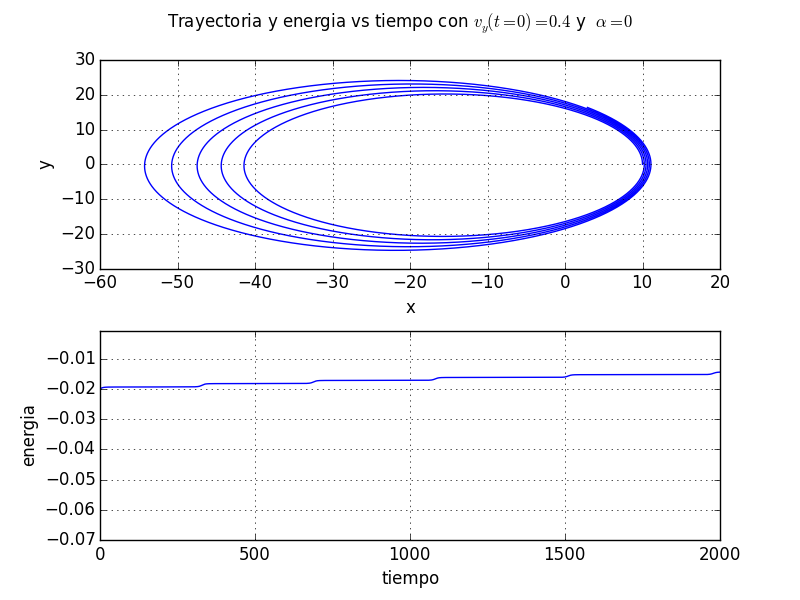 Trayectoria y energia vs tiempo con $v_y(t=0)=0.4$ y $\alpha=0$
30
20
10
0
−10
−20
−30
y
−60 −50 −40 −30 −20 −10 0 10 20
x
−0.01
−0.02
−0.03
−0.04
−0.05
−0.06
−0.07
energia
0 500 1000 1500 2000
tiempo